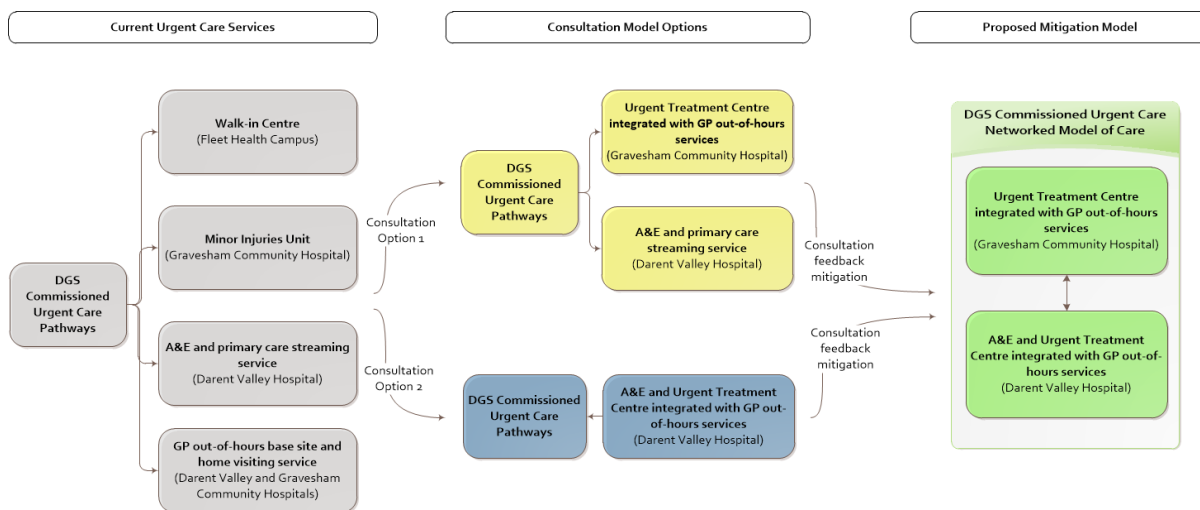 Current Urgent Care Services
Consultation Model Options
Proposed Mitigation Model
DGS
Commissioned
Urgent Care
Pathways
Walk-in Centre
(Fleet Health Campus)
Minor Injuries Unit
(Gravesham Community Hospital)
A&E and primary care streaming
service
(Darent Valley Hospital)
GP out-of-hours base site and
home visiting service
(Darent Valley and Gravesham
Community Hospitals)
Consultation
Option 1
Consultation
Option 2
DGS
Commissioned
Urgent Care
Pathways
Urgent Treatment Centre
integrated with GP out-of-hours
services
(Gravesham Community Hospital)
A&E and primary care
streaming service
(Darent Valley Hospital)
DGS Commissioned
Urgent Care
Pathways
A&E and Urgent Treatment
Centre integrated with GP out-
of-hours services
(Darent Valley Hospital)
Consultation
feedback
mitigation
Consultation
feedback
mitigation
DGS Commissioned Urgent Care
Networked Model of Care
Urgent Treatment Centre
integrated with GP out-of-hours
services
(Gravesham Community Hospital)
A&E and Urgent Treatment
Centre integrated with GP out-of-
hours services
(Darent Valley Hospital)